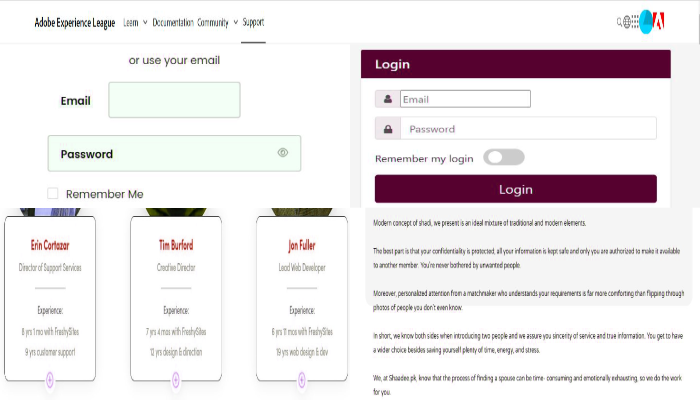 Adobe Experience League Learn Documentation Community Support
or use your email
Email
Password
Remember Me
Login
Email
Password
Remember my login
Login
Erin Cortazar
Director of Support Services
Experience:
8 yrs 1 mo with FreshySites
9 yrs customer support
Tim Burford
Creative Director
Experience:
7 yrs 4 mos with FreshySites
12 yrs design & direction
Jon Fuller
Lead Web Developer
Experience:
6 yrs 11 mos with FreshySites
19 yrs web design & dev
Modern concept of shadi, we present is an ideal mixture of traditional and modern elements.
The best part is that your confidentiality is protected, all your information is kept safe and only you are authorized to make it available
to another member. You're never bothered by unwanted people.
Moreover, personalized attention from a matchmaker who understands your requirements is far more comforting than flipping through
photos of people you don't even know.
In short, we know both sides when introducing two people and we assure you sincerity of service and true information. You get to have
a wider choice besides saving yourself plenty of time, energy, and stress.
We, at Shaadee.pk, know that the process of finding a spouse can be time- consuming and emotionally exhausting, so we do the work
for you.